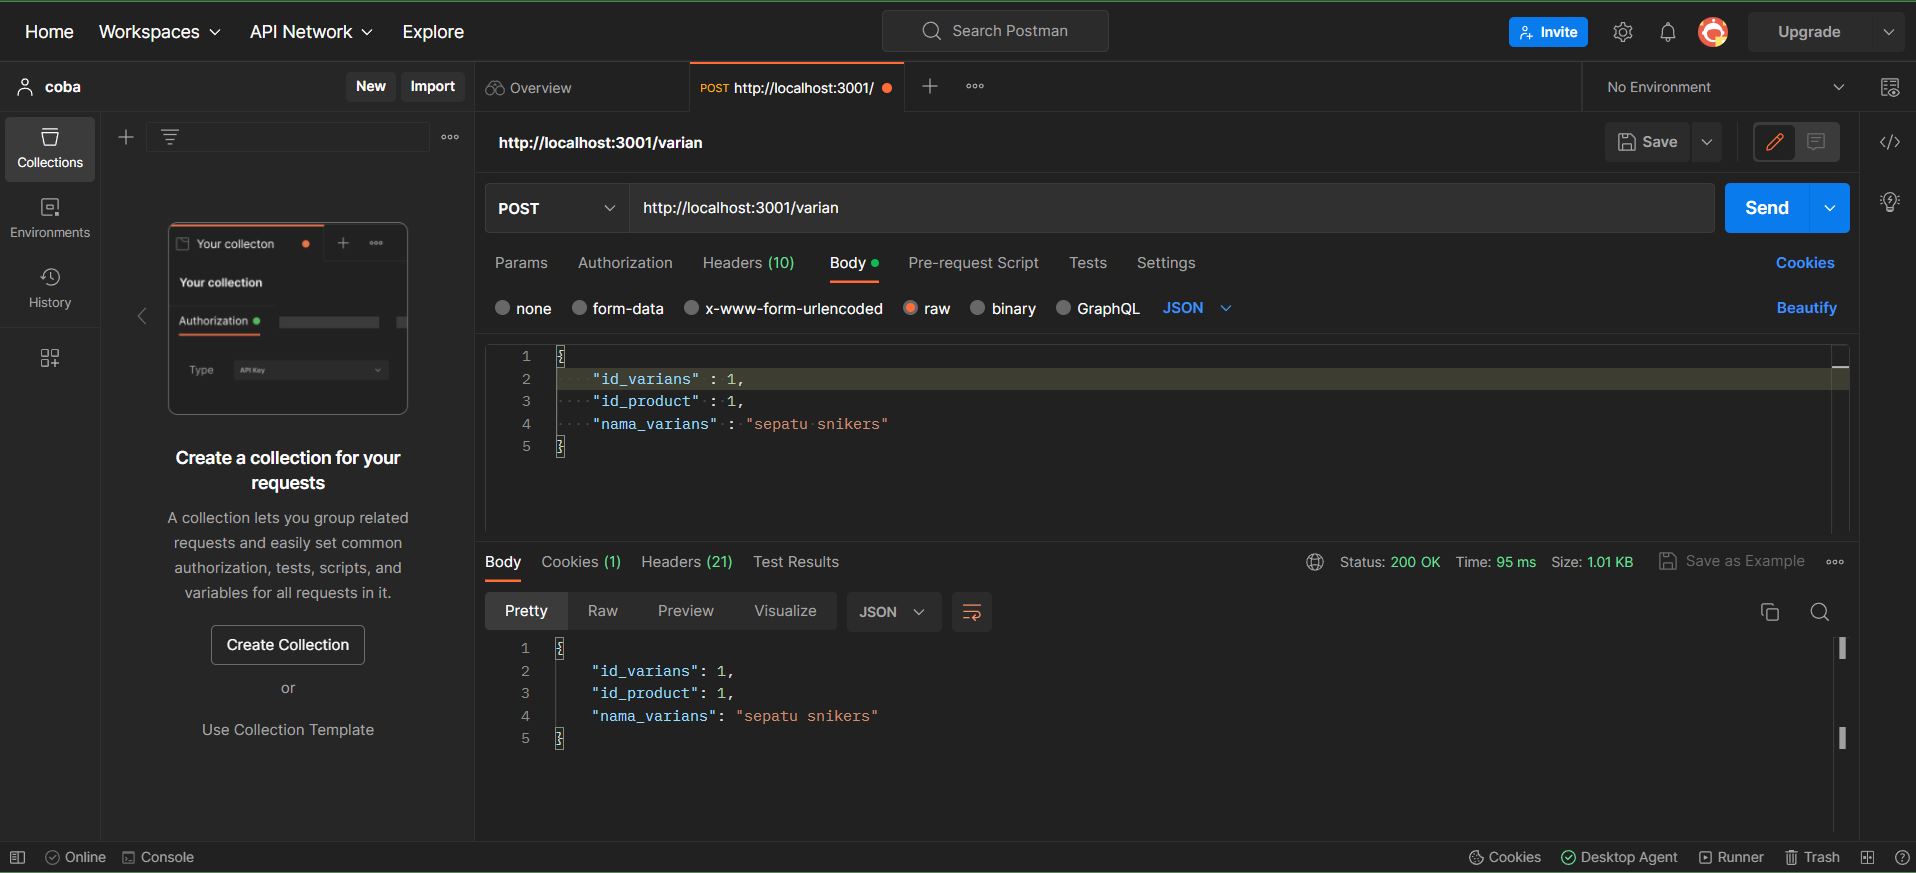 Home Workspaces API Network Explore Search Postman Invite Upgrade
coba New Import Overview POST http://localhost:3001/ No Environment
Collections
Environments
History
Your collecton
Your collection
Authorization
Type API Key
Create a collection for your
requests
A collection lets you group related
requests and easily set common
authorization, tests, scripts, and
variables for all requests in it.
Create Collection
or
Use Collection Template
http://localhost:3001/varian Save
POST http://localhost:3001/varian Send
Params Authorization Headers (10) Body Pre-request Script Tests Settings Cookies
none form-data x-www-form-urlencoded raw binary GraphQL JSON Beautify
1 {
2 "id_varians" : 1,
3 "id_product" : 1,
4 "nama_varians" : "sepatu snikers"
5 }
Body Cookies (1) Headers (21) Test Results Status: 200 OK Time: 95 ms Size: 1.01 KB Save as Example
Pretty Raw Preview Visualize JSON
1 {
2 "id_varians": 1,
3 "id_product": 1,
4 "nama_varians": "sepatu snikers"
5 }
Online Console Cookies Desktop Agent Runner Trash